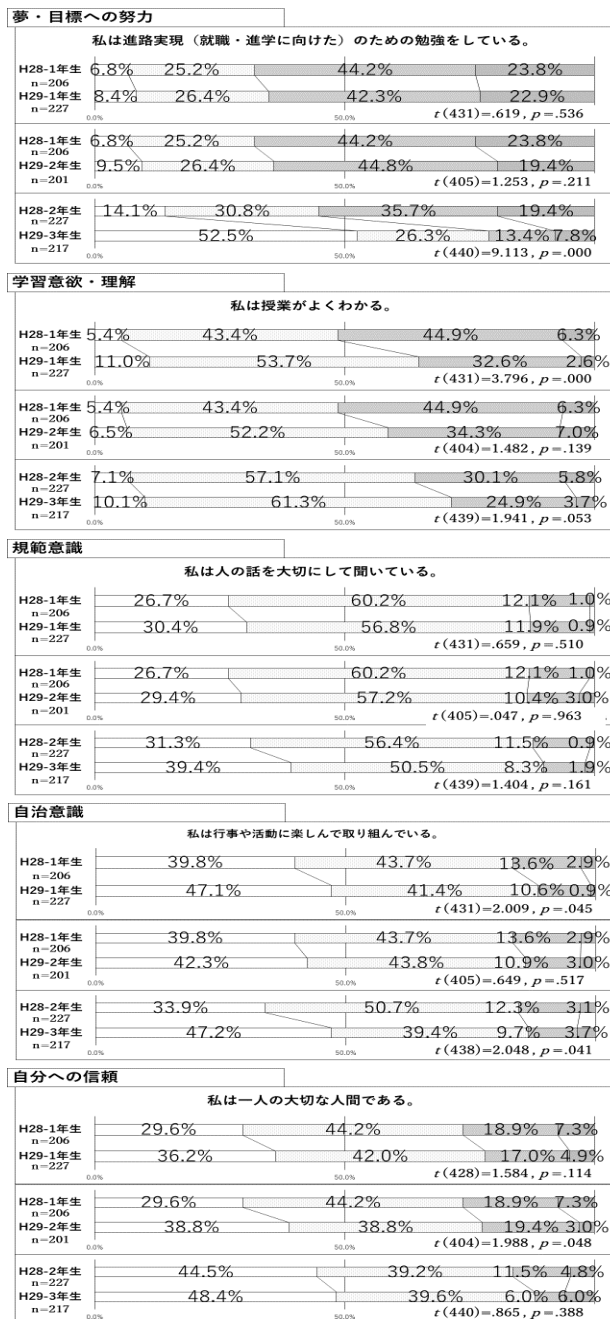 夢・目標への努力
私は進路実現（就職・進学に向けた）のための勉強をしている。
H28-1年生 6.8% 25.2% 44.2% 23.8%
n=206
H29-1年生 8.4% 26.4% 42.3% 22.9%
n=227
0.0% 50.0% t (431)=.619, p=.536
H28-1年生 6.8% 25.2% 44.2% 23.8%
n=206
H29-2年生 9.5% 26.4% 44.8% 19.4%
n=201
0.0% 50.0% t (405)=1.253, p=.211
H28-2年生 14.1% 30.8% 35.7% 19.4%
n=227
H29-3年生 52.5% 26.3% 13.4% 7.8%
n=217
0.0% 50.0% t (440)=9.113, p=.000
学習意欲・理解
私は授業がよくわかる。
H28-1年生 5.4% 43.4% 44.9% 6.3%
n=206
H29-1年生 11.0% 53.7% 32.6% 2.6%
n=227
0.0% 50.0% t (431)=3.796, p=.000
H28-1年生 5.4% 43.4% 44.9% 6.3%
n=206
H29-2年生 6.5% 52.2% 34.3% 7.0%
n=201
0.0% 50.0% t (404)=1.482, p=.139
H28-2年生 7.1% 57.1% 30.1% 5.8%
n=227
H29-3年生 10.1% 61.3% 24.9% 3.7%
n=217
0.0% 50.0% t (439)=1.941, p=.053
規範意識
私は人の話を大切にして聞いている。
H28-1年生 26.7% 60.2% 12.1% 1.0%
n=206
H29-1年生 30.4% 56.8% 11.9% 0.9%
n=227
0.0% 50.0% t (431)=.659, p=.510
H28-1年生 26.7% 60.2% 12.1% 1.0%
n=206
H29-2年生 29.4% 57.2% 10.4% 3.0%
n=201
0.0% 50.0% t (405)=.047, p=.963
H28-2年生 31.3% 56.4% 11.5% 0.9%
n=227
H29-3年生 39.4% 50.5% 8.3% 1.9%
n=217
0.0% 50.0% t (439)=1.404, p=.161
自治意識
私は行事や活動に楽しんで取り組んでいる。
H28-1年生 39.8% 43.7% 13.6% 2.9%
n=206
H29-1年生 47.1% 41.4% 10.6% 0.9%
n=227
0.0% 50.0% t (431)=2.009, p=.045
H28-1年生 39.8% 43.7% 13.6% 2.9%
n=206
H29-2年生 42.3% 43.8% 10.9% 3.0%
n=201
0.0% 50.0% t (405)=.649, p=.517
H28-2年生 33.9% 50.7% 12.3% 3.1%
n=227
H29-3年生 47.2% 39.4% 9.7% 3.7%
n=217
0.0% 50.0% t (438)=2.048, p=.041
自分への信頼
私は一人の大切な人間である。
H28-1年生 29.6% 44.2% 18.9% 7.3%
n=206
H29-1年生 36.2% 42.0% 17.0% 4.9%
n=227
0.0% 50.0% t (428)=1.584, p=.114
H28-1年生 29.6% 44.2% 18.9% 7.3%
n=206
H29-2年生 38.8% 38.8% 19.4% 3.0%
n=201
0.0% 50.0% t (404)=1.988, p=.048
H28-2年生 44.5% 39.2% 11.5% 4.8%
n=227
H29-3年生 48.4% 39.6% 6.0% 6.0%
n=217
0.0% 50.0% t (440)=.865, p=.388